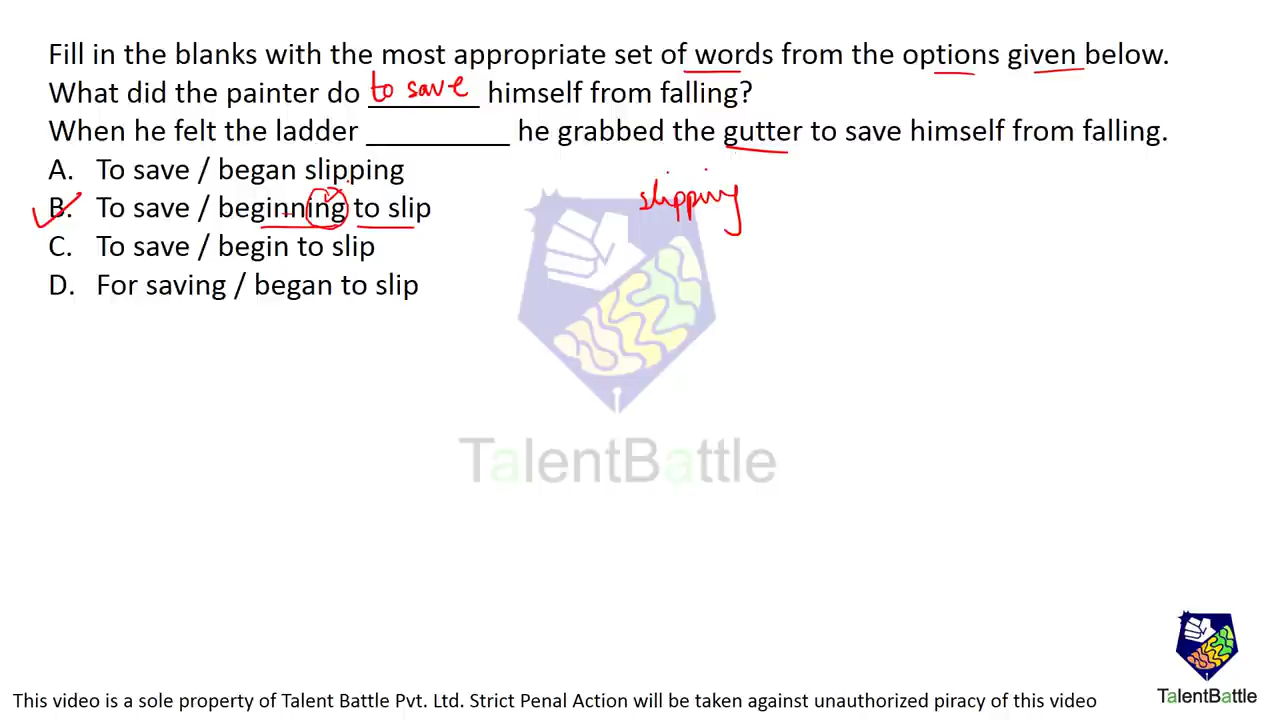 Fill in the blanks with the most appropriate set of words from the options given below.
What did the painter do to save himself from falling?
When he felt the ladder __________ he grabbed the gutter to save himself from falling.
A. To save / began slipping
slipping
B. To save / beginning to slip
C. To save / begin to slip
D. For saving / began to slip
TalentBattle
TalentBattle
This video is a sole property of Talent Battle Pvt. Ltd. Strict Penal Action will be taken against unauthorized piracy of this video